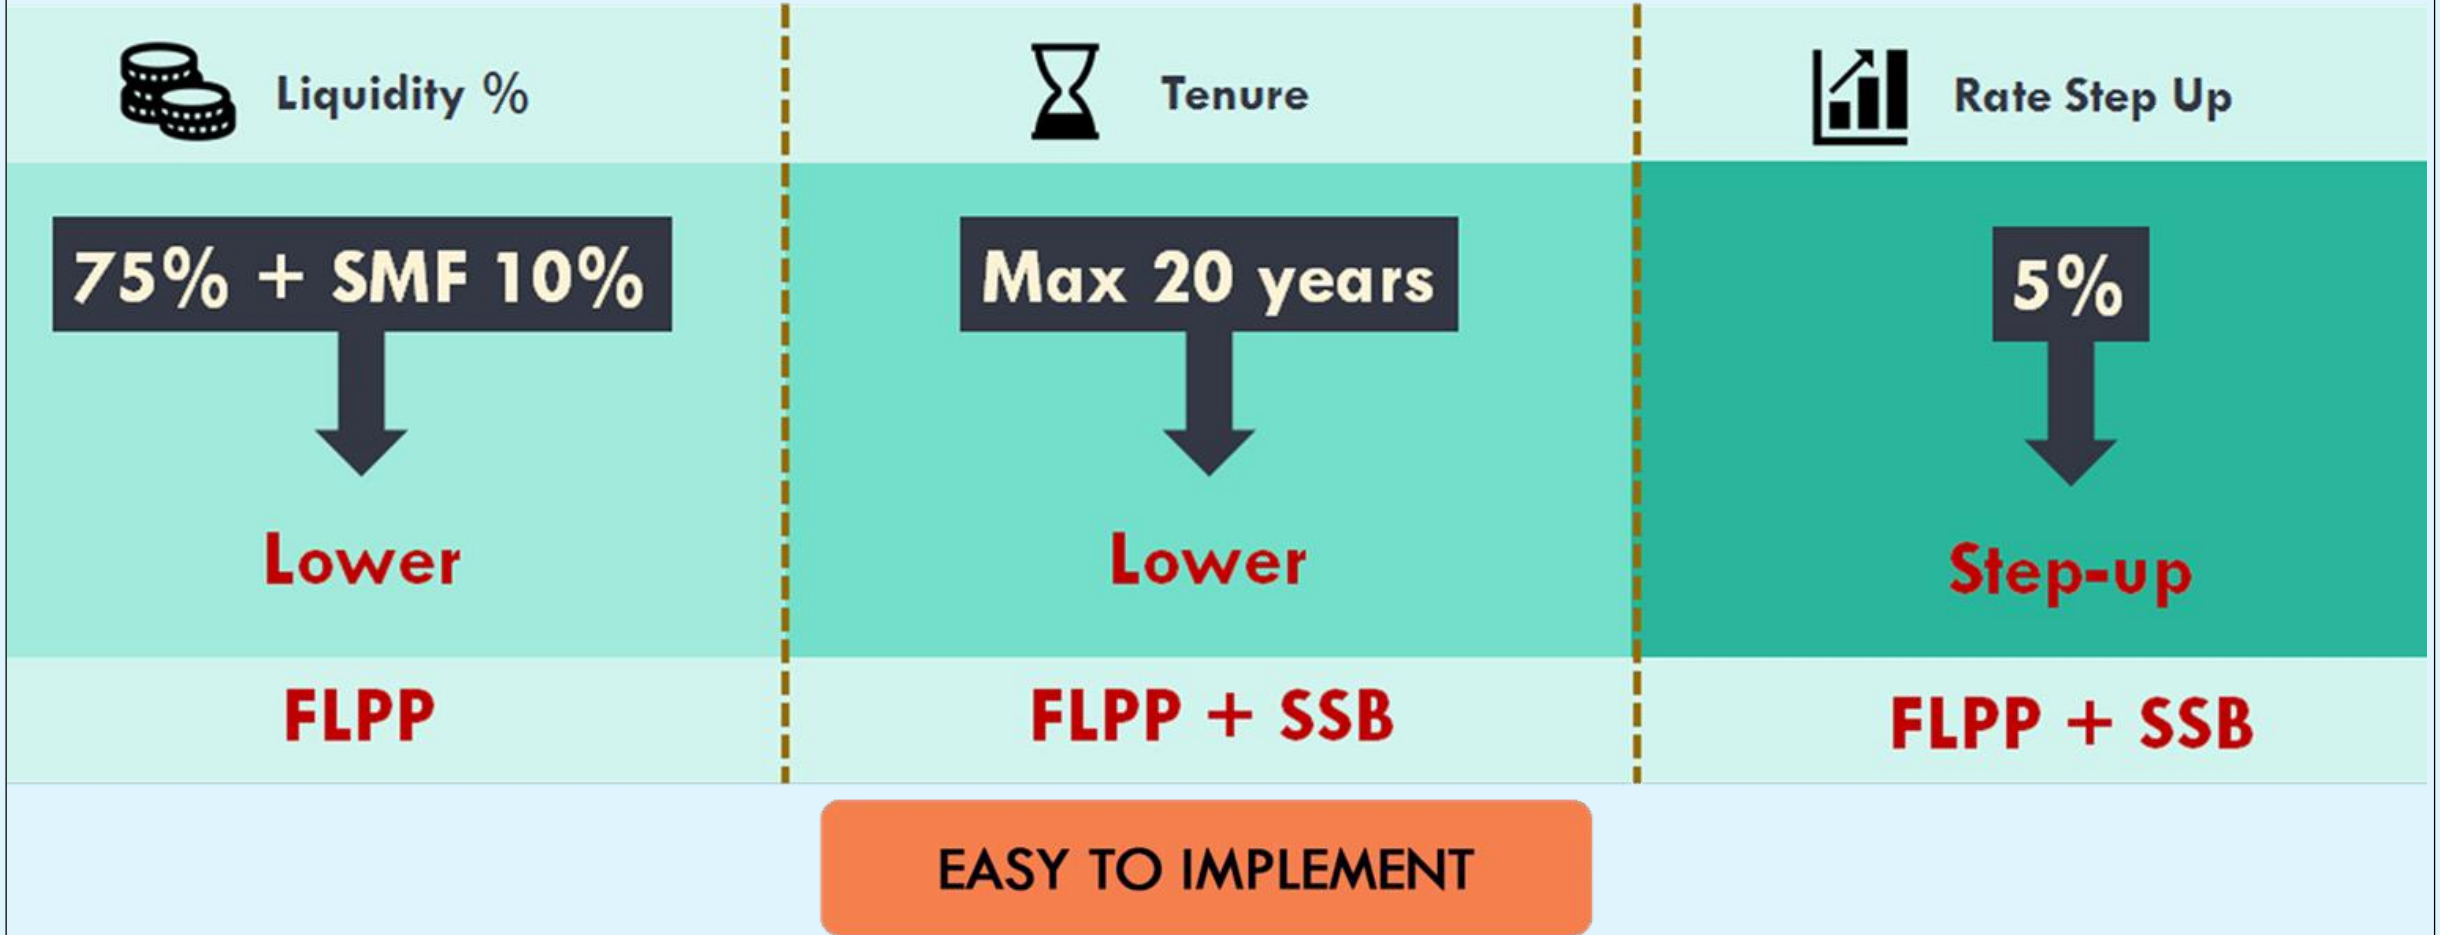 Liquidity %
Tenure
Rate Step Up
75% + SMF 10%
Max 20 years
5%
Lower
Lower
Step-up
FLPP
FLPP + SSB
FLPP + SSB
EASY TO IMPLEMENT